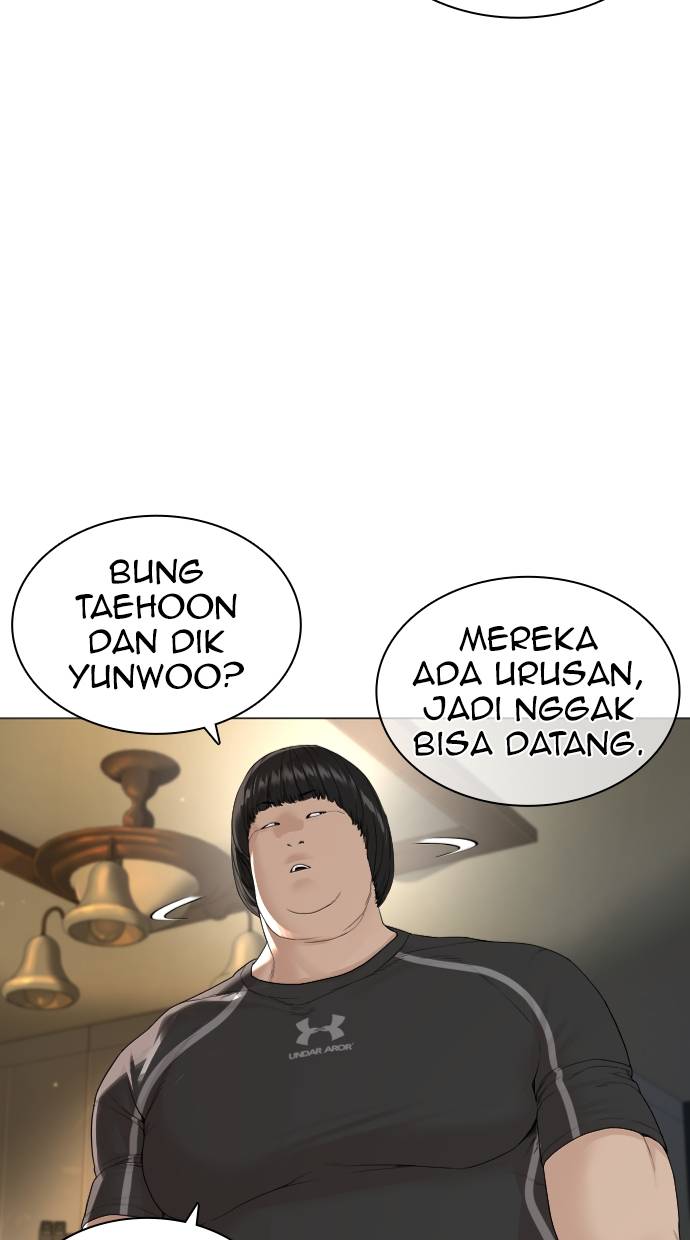 BUNG
TAEHOON
DAN DIK
YUNWOO?
MEREKA
ADA URUSAN,
JADI NGGAK
BISA DATANG.
UNDAR AROR